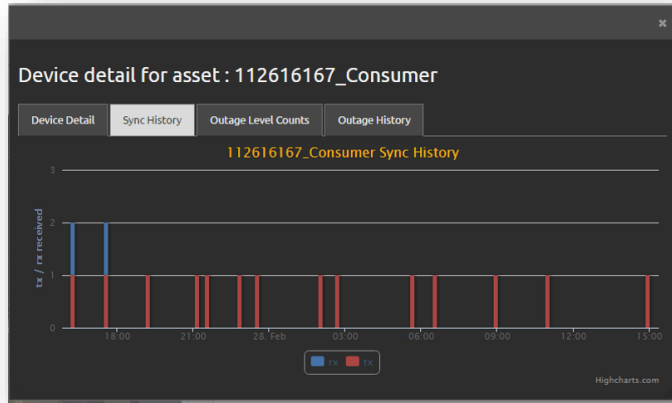 ×
Device detail for asset : 112616167_Consumer
Device Detail Sync History Outage Level Counts Outage History
112616167_Consumer Sync History
tx / rx received
3
2
1
0
18:00 21:00 28. Feb 03:00 06:00 09:00 12:00 15:00
rx tx
Highcharts.com